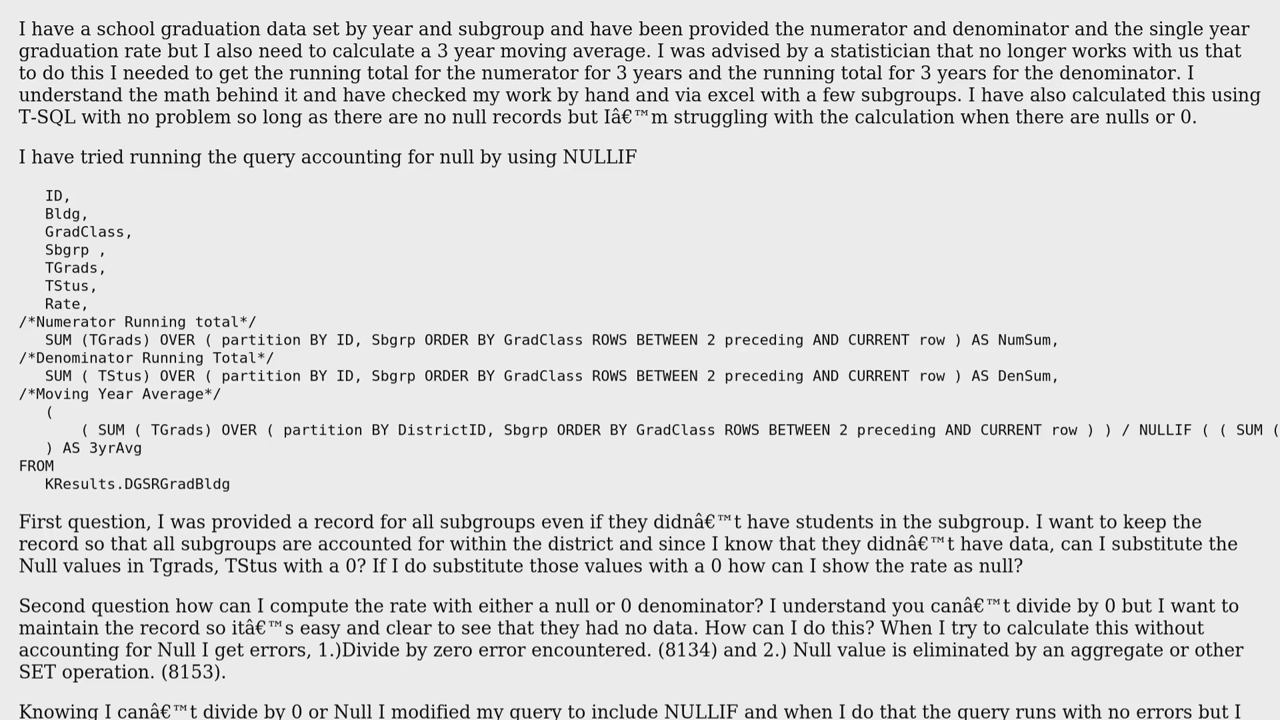 I have a school graduation data set by year and subgroup and have been provided the numerator and denominator and the single year
graduation rate but I also need to calculate a 3 year moving average. I was advised by a statistician that no longer works with us that
to do this I needed to get the running total for the numerator for 3 years and the running total for 3 years for the denominator. I
understand the math behind it and have checked my work by hand and via excel with a few subgroups. I have also calculated this using
T-SQL with no problem so long as there are no null records but Iâ€™m struggling with the calculation when there are nulls or 0.
I have tried running the query accounting for null by using NULLIF
ID,
Bldg,
GradClass,
Sbgrp ,
TGrads,
TStus,
Rate,
/*Numerator Running total*/
SUM (TGrads) OVER ( partition BY ID, Sbgrp ORDER BY GradClass ROWS BETWEEN 2 preceding AND CURRENT row ) AS NumSum,
/*Denominator Running Total*/
SUM ( TStus) OVER ( partition BY ID, Sbgrp ORDER BY GradClass ROWS BETWEEN 2 preceding AND CURRENT row ) AS DenSum,
/*Moving Year Average*/
(
( SUM ( TGrads) OVER ( partition BY DistrictID, Sbgrp ORDER BY GradClass ROWS BETWEEN 2 preceding AND CURRENT row ) ) / NULLIF ( ( SUM (
) AS 3yrAvg
FROM
KResults.DGSRGradBldg
First question, I was provided a record for all subgroups even if they didnâ€™t have students in the subgroup. I want to keep the
record so that all subgroups are accounted for within the district and since I know that they didnâ€™t have data, can I substitute the
Null values in Tgrads, TStus with a 0? If I do substitute those values with a 0 how can I show the rate as null?
Second question how can I compute the rate with either a null or 0 denominator? I understand you canâ€™t divide by 0 but I want to
maintain the record so itâ€™s easy and clear to see that they had no data. How can I do this? When I try to calculate this without
accounting for Null I get errors, 1.)Divide by zero error encountered. (8134) and 2.) Null value is eliminated by an aggregate or other
SET operation. (8153).
Knowing I canâ€™t divide by 0 or Null I modified my query to include NULLIF and when I do that the query runs with no errors but I